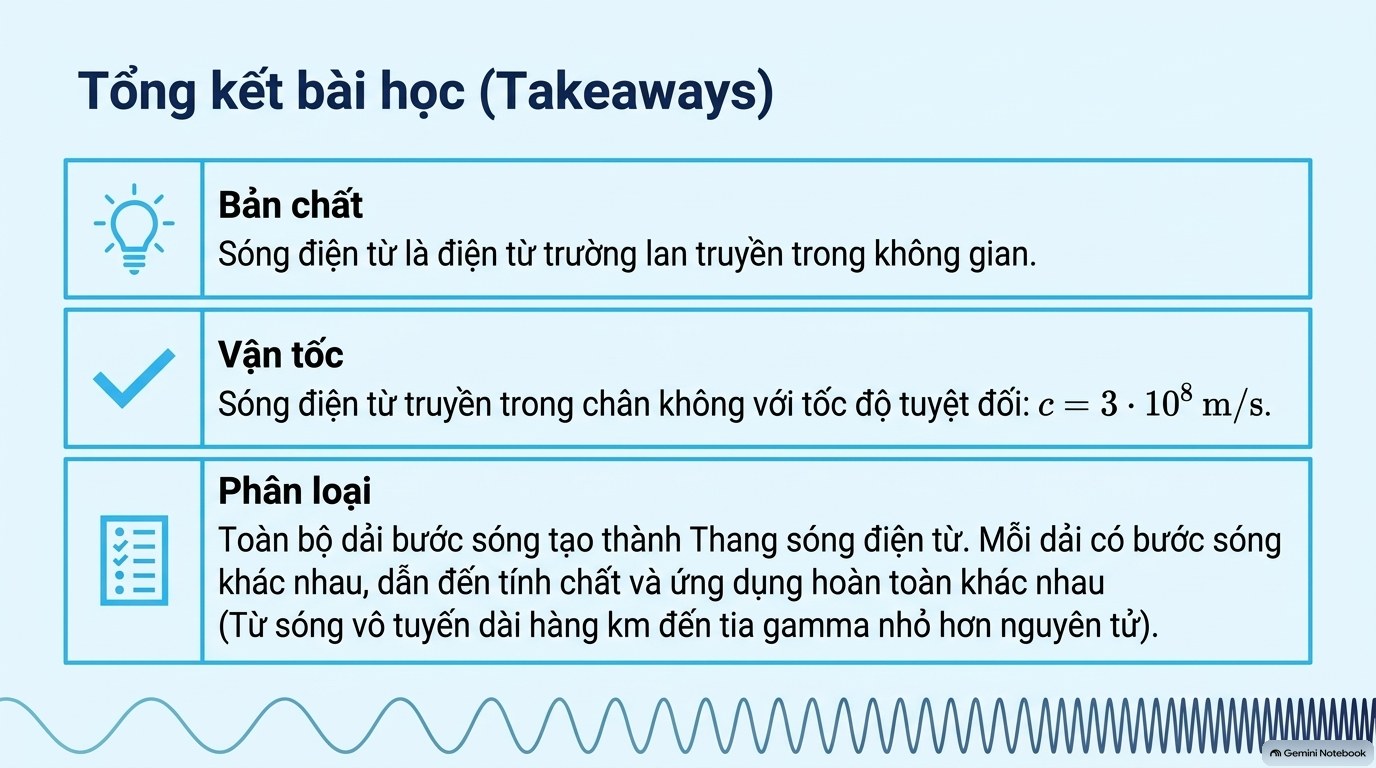 Tổng kết bài học (Takeaways)
Bản chất
Sóng điện từ là điện từ trường lan truyền trong không gian.
Vận tốc
Sóng điện từ truyền trong chân không với tốc độ tuyệt đối: c = 3 · 10⁸ m/s.
Phân loại
Toàn bộ dải bước sóng tạo thành Thang sóng điện từ. Mỗi dải có bước sóng
khác nhau, dẫn đến tính chất và ứng dụng hoàn toàn khác nhau
(Từ sóng vô tuyến dài hàng km đến tia gamma nhỏ hơn nguyên tử).
Gemini Notebook